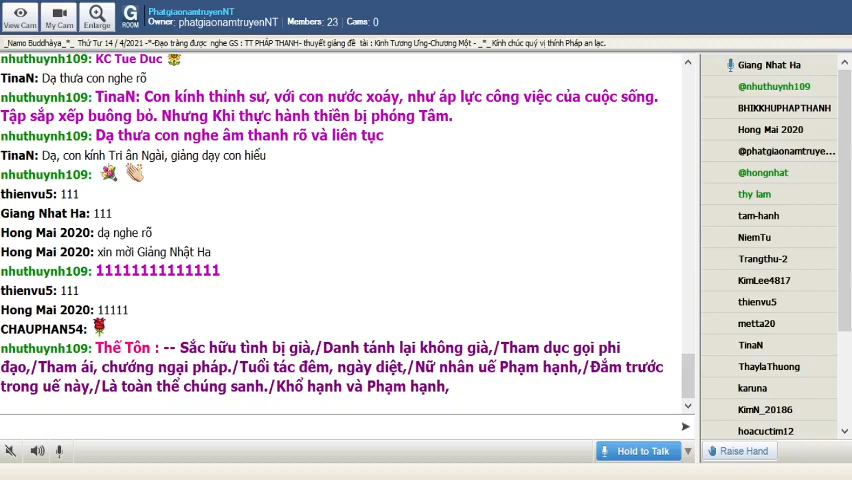 View Cam
My Cam
Enlarge
G
ROOM
PhatgiaonamtruyenNT
Owner: phatgiaonamtruyenNT Members: 23 Cams: 0
_Namo Buddhàya_*_ Thứ Tư 14 / 4/2021 -*-Đạo tràng được nghe GS : TT PHÁP THANH- thuyết giảng đề tài : Kinh Tương Ưng-Chương Một - _*_ Kính chúc quý vị thính Pháp an lạc.
nhuthuynh109: KC Tue Duc
TinaN: Dạ thưa con nghe rõ
nhuthuynh109: TinaN: Con kính thỉnh sư, với con nước xoáy, như áp lực công việc của cuộc sống.
Tập sắp xếp buông bỏ. Nhưng Khi thực hành thiền bị phóng Tâm.
nhuthuynh109: Dạ thưa con nghe âm thanh rõ và liên tục
TinaN: Dạ, con kính Tri ân Ngài, giảng dạy con hiểu
nhuthuynh109:
thienvu5: 111
Giang Nhat Ha: 111
Hong Mai 2020: dạ nghe rõ
Hong Mai 2020: xin mời Giảng Nhật Ha
nhuthuynh109: 11111111111111
thienvu5: 111
Hong Mai 2020: 11111
CHAUPHAN54:
nhuthuynh109: Thế Tôn : -- Sắc hữu tình bị già,/Danh tánh lại không già,/Tham dục gọi phi
đạo,/Tham ái, chướng ngại pháp./Tuổi tác đêm, ngày diệt,/Nữ nhân uế Phạm hạnh,/Đắm trước
trong uế này,/Là toàn thể chúng sanh./Khổ hạnh và Phạm hạnh,
Giang Nhat Ha
@nhuthuynh109
BHIKKHUPHAPTHANH
Hong Mai 2020
@phatgiaonamtruye...
@hongnhat
thy lam
tam-hanh
NiemTu
Trangthu-2
KimLee4817
thienvu5
metta20
TinaN
ThaylaThuong
karuna
KimN_20186
hoacuctim12
Hold to Talk
Raise Hand